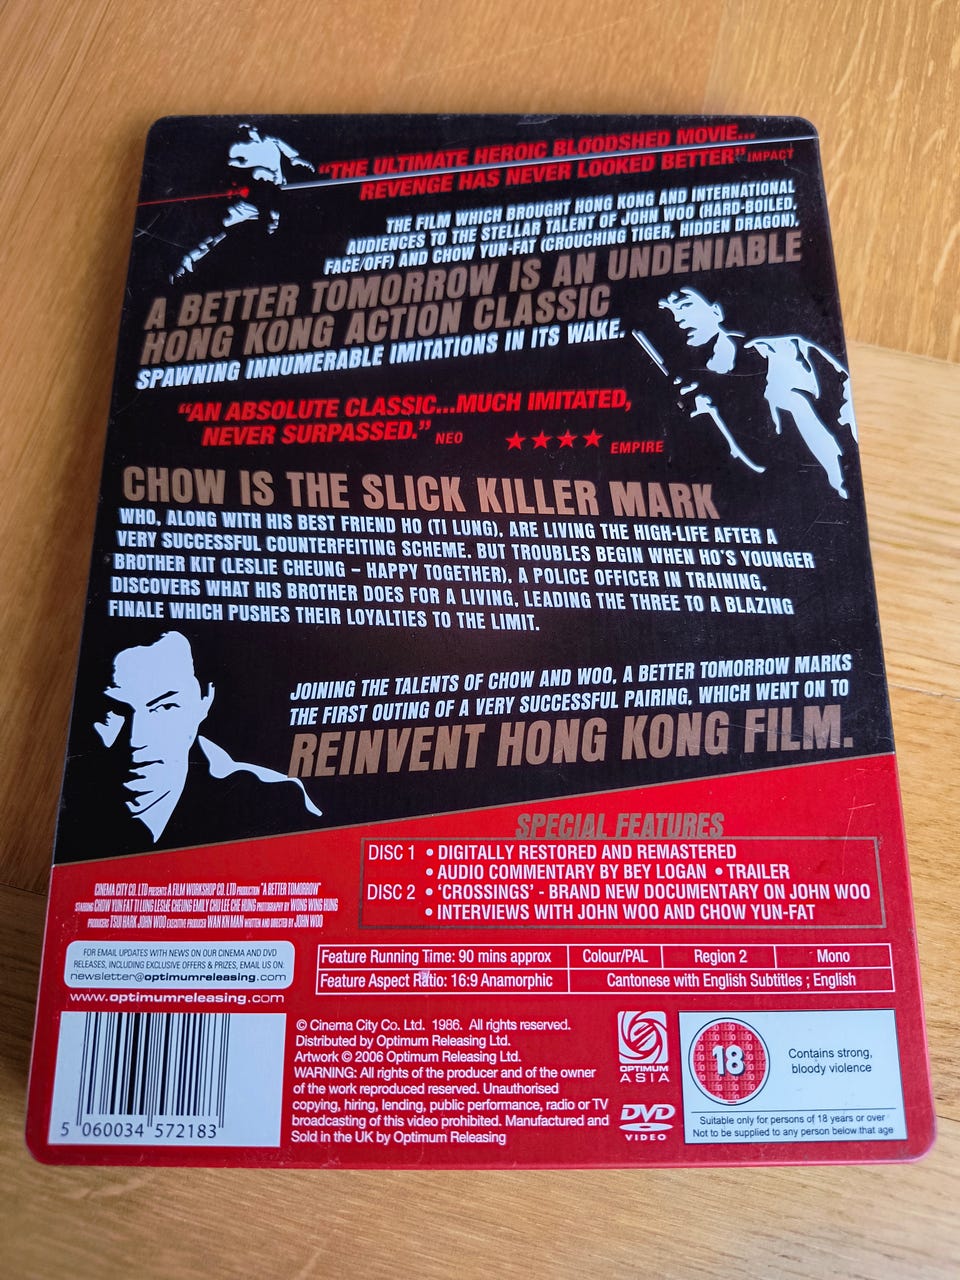 “THE ULTIMATE HEROIC BLOODSHED MOVIE...
REVENGE HAS NEVER LOOKED BETTER” IMPACT
THE FILM WHICH BROUGHT HONG KONG AND INTERNATIONAL
AUDIENCES TO THE STELLAR TALENT OF JOHN WOO (HARD-BOILED,
FACE/OFF) AND CHOW YUN-FAT (CROUCHING TIGER, HIDDEN DRAGON),
A BETTER TOMORROW IS AN UNDENIABLE
HONG KONG ACTION CLASSIC
SPAWNING INNUMERABLE IMITATIONS IN ITS WAKE.
“AN ABSOLUTE CLASSIC...MUCH IMITATED,
NEVER SURPASSED.” NEO
★★★★ EMPIRE
CHOW IS THE SLICK KILLER MARK
WHO, ALONG WITH HIS BEST FRIEND HO (TI LUNG), ARE LIVING THE HIGH-LIFE AFTER A
VERY SUCCESSFUL COUNTERFEITING SCHEME. BUT TROUBLES BEGIN WHEN HO'S YOUNGER
BROTHER KIT (LESLIE CHEUNG – HAPPY TOGETHER), A POLICE OFFICER IN TRAINING,
DISCOVERS WHAT HIS BROTHER DOES FOR A LIVING, LEADING THE THREE TO A BLAZING
FINALE WHICH PUSHES THEIR LOYALTIES TO THE LIMIT.
JOINING THE TALENTS OF CHOW AND WOO, A BETTER TOMORROW MARKS
THE FIRST OUTING OF A VERY SUCCESSFUL PAIRING, WHICH WENT ON TO
REINVENT HONG KONG FILM.
SPECIAL FEATURES
DISC 1 • DIGITALLY RESTORED AND REMASTERED
• AUDIO COMMENTARY BY BEY LOGAN • TRAILER
DISC 2 • ‘CROSSINGS’ - BRAND NEW DOCUMENTARY ON JOHN WOO
• INTERVIEWS WITH JOHN WOO AND CHOW YUN-FAT
CINEMA CITY CO. LTD PRESENTS A FILM WORKSHOP CO. LTD PRODUCTION "A BETTER TOMORROW"
STARRING CHOW YUN FAT TI LUNG LESLIE CHEUNG EMILY CHU LEE CHE HUNG PHOTOGRAPHY BY WONG WING HUNG
PRODUCERS TSUI HARK JOHN WOO EXECUTIVE PRODUCER WAN KN MAN WRITTEN AND DIRECTED BY JOHN WOO
FOR EMAIL UPDATES WITH NEWS ON OUR CINEMA AND DVD
RELEASES, INCLUDING EXCLUSIVE OFFERS & PRIZES, EMAIL US ON:
newsletter@optimumreleasing.com
www.optimumreleasing.com
Feature Running Time: 90 mins approx Colour/PAL Region 2 Mono
Feature Aspect Ratio: 16:9 Anamorphic Cantonese with English Subtitles ; English
5 060034 572183
© Cinema City Co. Ltd. 1986. All rights reserved.
Distributed by Optimum Releasing Ltd.
Artwork © 2006 Optimum Releasing Ltd.
WARNING: All rights of the producer and of the owner
of the work reproduced reserved. Unauthorised
copying, hiring, lending, public performance, radio or TV
broadcasting of this video prohibited. Manufactured and
Sold in the UK by Optimum Releasing
OPTIMUM
ASIA
DVD
VIDEO
18
Contains strong,
bloody violence
Suitable only for persons of 18 years or over
Not to be supplied to any person below that age